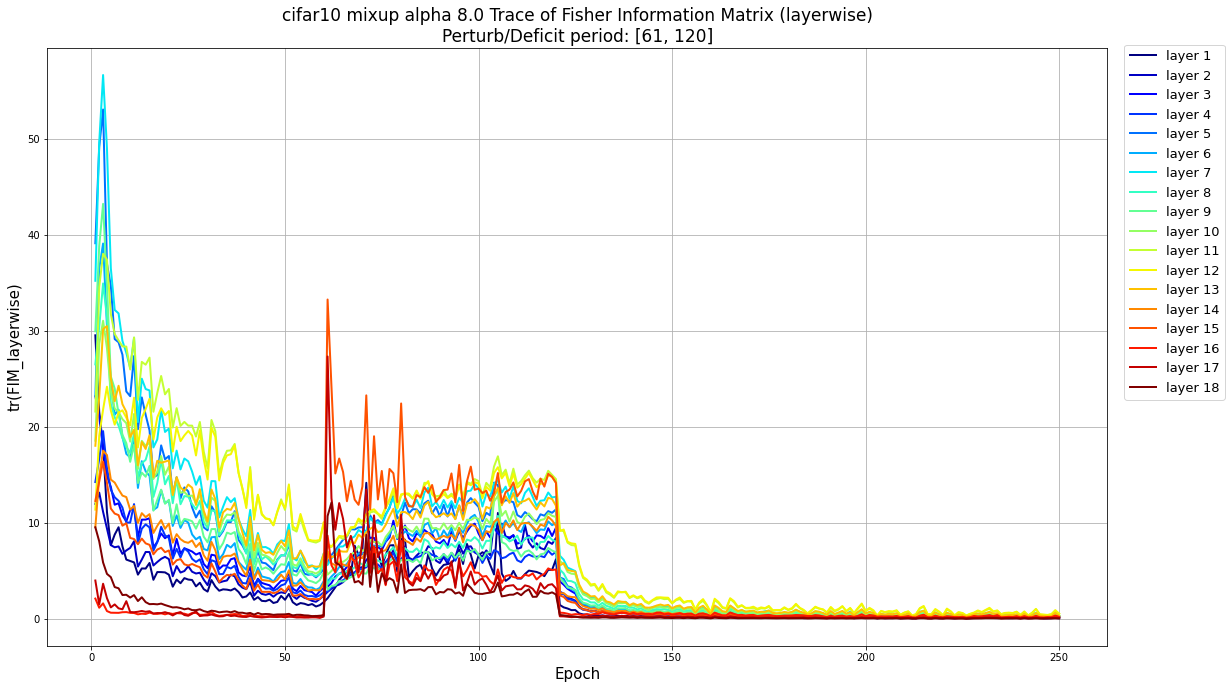 cifar10 mixup alpha 8.0 Trace of Fisher Information Matrix (layerwise)
Perturb/Deficit period: [61, 120]
tr(FIM_layerwise)
50
40
30
20
10
0
0
50
100
150
200
250
Epoch
layer 1
layer 2
layer 3
layer 4
layer 5
layer 6
layer 7
layer 8
layer 9
layer 10
layer 11
layer 12
layer 13
layer 14
layer 15
layer 16
layer 17
layer 18